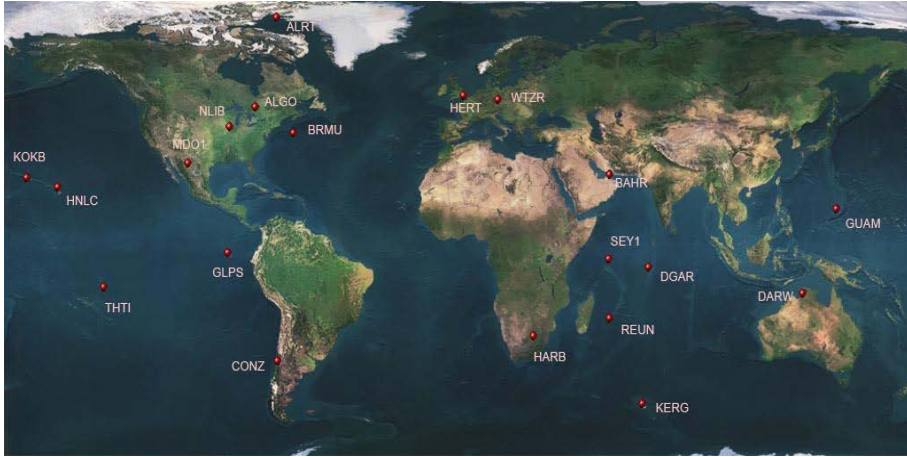 ALRT
NLIB
ALGO
HERT
WTZR
BRMU
MDO1
KOKB
BAHR
HNLC
GUAM
SEY1
GLPS
DGAR
DARW
THTI
REUN
HARB
CONZ
KERG